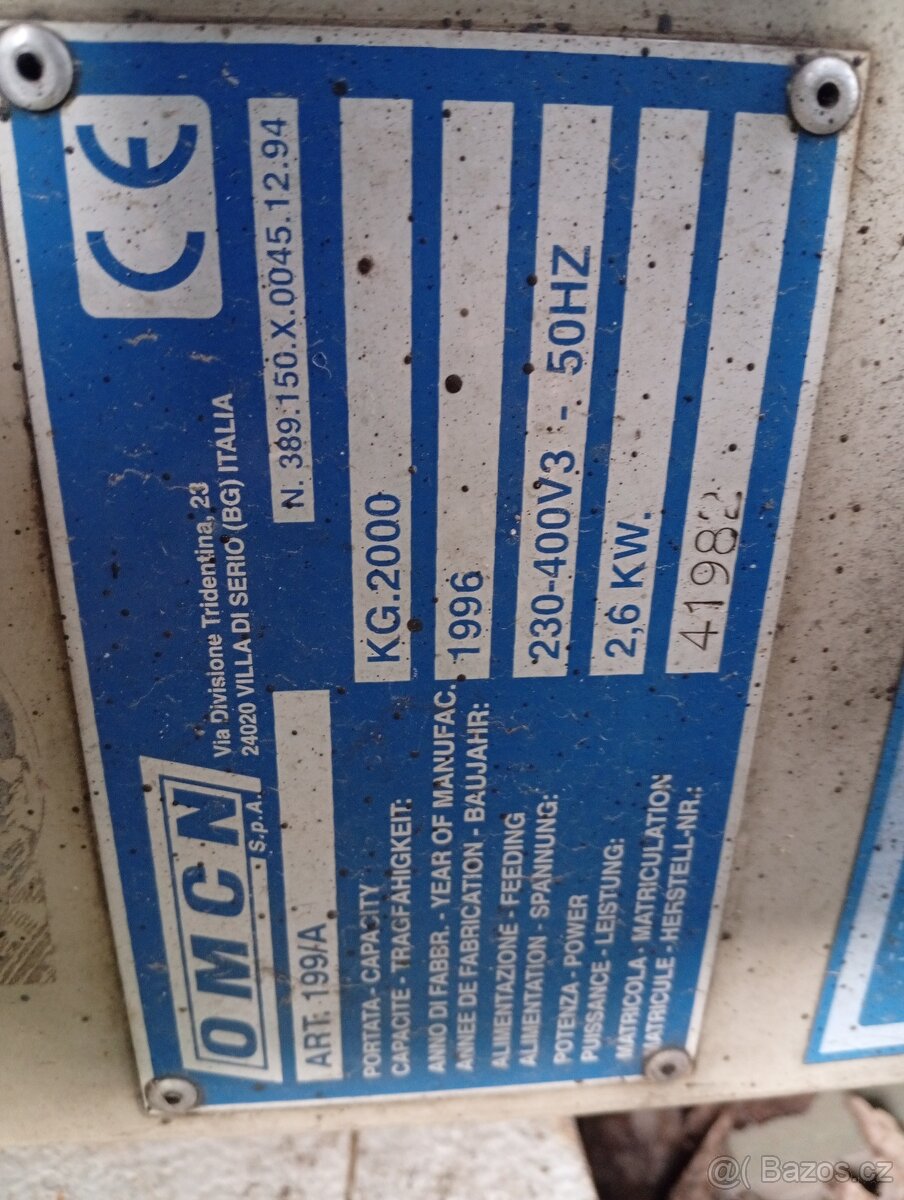 OMCN
S.p.A.
Via Divisione Tridentina, 23
24020 VILLA DI SERIO (BG) ITALIA
CE
ART. 199/A
N. 389.150.X.0045.12.94
PORTATA - CAPACITY
CAPACITE - TRAGFAHIGKEIT:
KG.2000
ANNO DI FABBR. - YEAR OF MANUFAC.
ANNEE DE FABRICATION - BAUJAHR:
1996
ALIMENTAZIONE - FEEDING
ALIMENTATION - SPANNUNG:
230-400V3 - 50HZ
POTENZA - POWER
PUISSANCE - LEISTUNG:
2,6 KW.
MATRICOLA - MATRICULATION
MATRICULE - HERSTELL-NR.:
41982
@( Bazos.cz